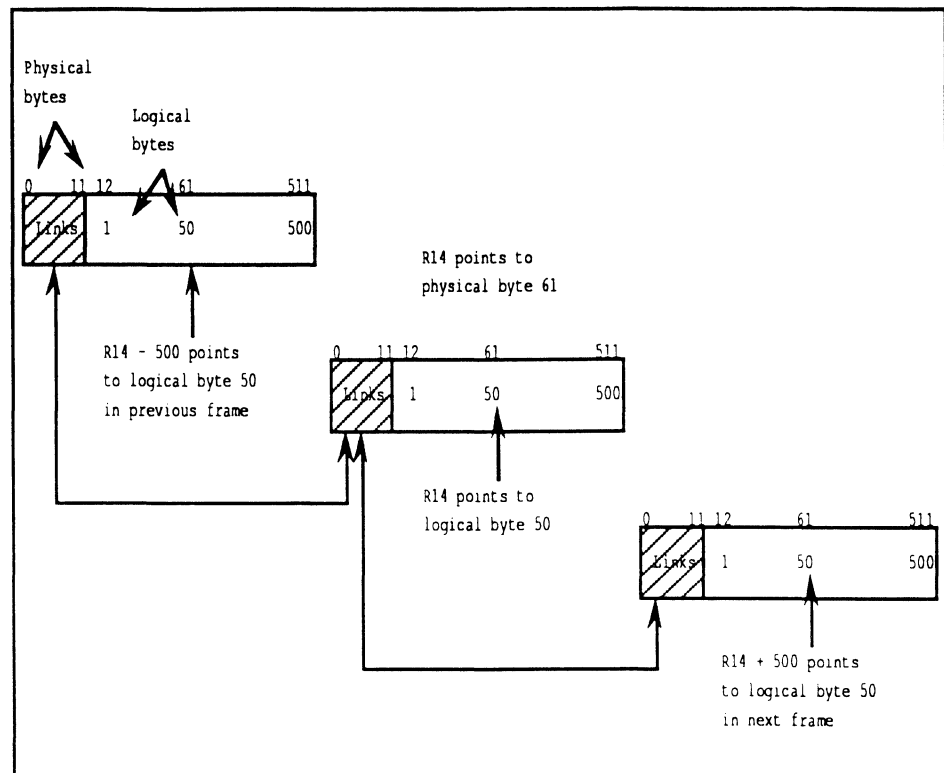 Physical
bytes
Logical
bytes
0 11 12 61 511
Links 1 50 500
R14 points to
physical byte 61
R14 - 500 points
to logical byte 50
in previous frame
0 11 12 61 511
Links 1 50 500
R14 points to
logical byte 50
0 11 12 61 511
Links 1 50 500
R14 + 500 points
to logical byte 50
in next frame